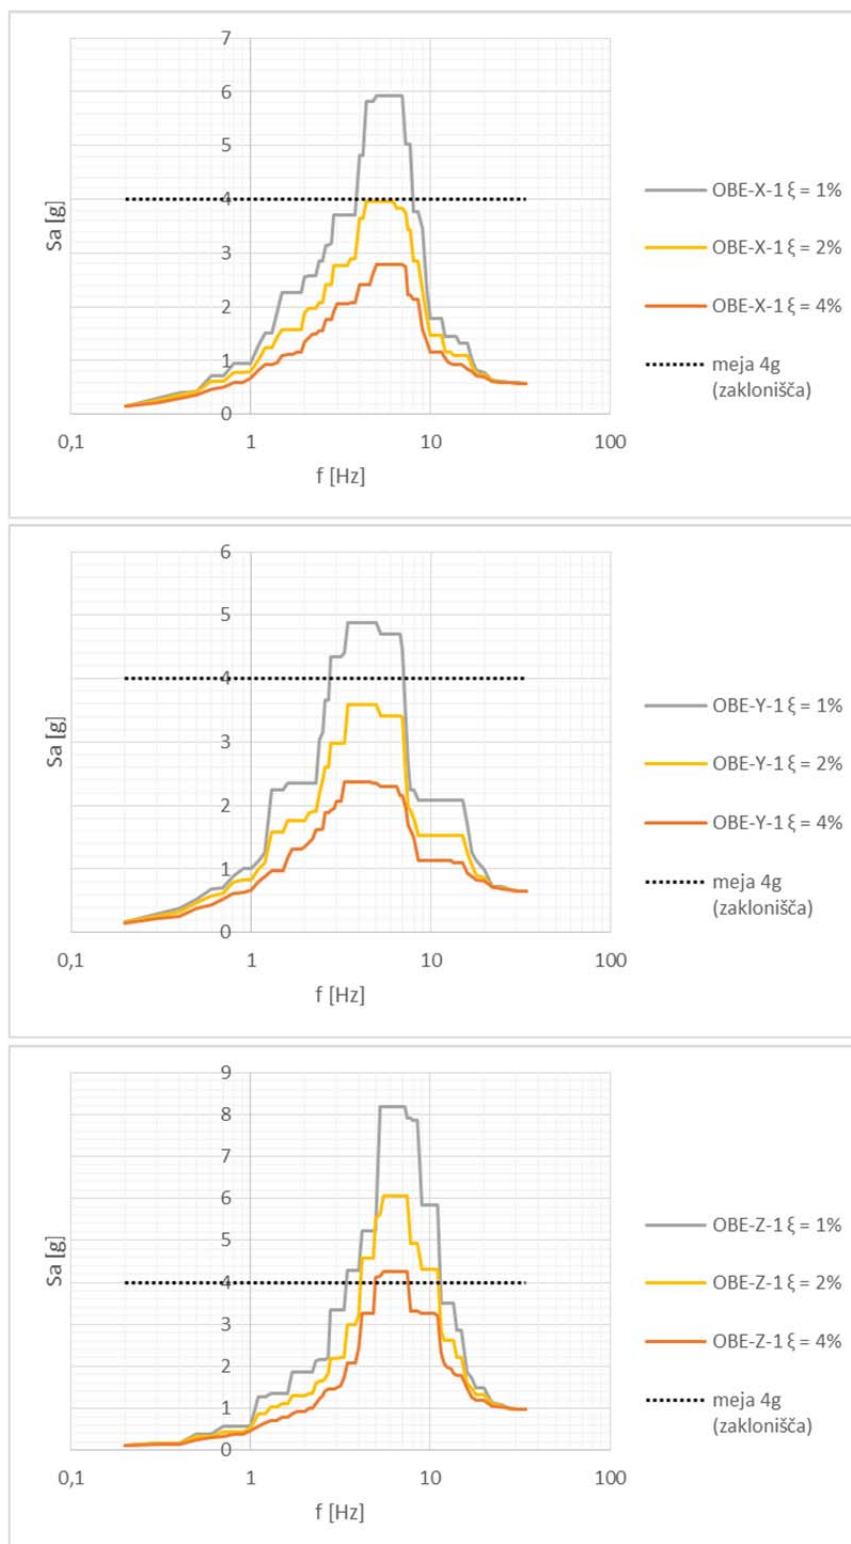 7
6
5
4
3
2
1
0
Sa [g]
0,1 1 10 100
f [Hz]
OBE-X-1 ξ = 1%
OBE-X-1 ξ = 2%
OBE-X-1 ξ = 4%
meja 4g
(zaklonišča)
6
5
4
3
2
1
0
Sa [g]
0,1 1 10 100
f [Hz]
OBE-Y-1 ξ = 1%
OBE-Y-1 ξ = 2%
OBE-Y-1 ξ = 4%
meja 4g
(zaklonišča)
9
8
7
6
5
4
3
2
1
0
Sa [g]
0,1 1 10 100
f [Hz]
OBE-Z-1 ξ = 1%
OBE-Z-1 ξ = 2%
OBE-Z-1 ξ = 4%
meja 4g
(zaklonišča)